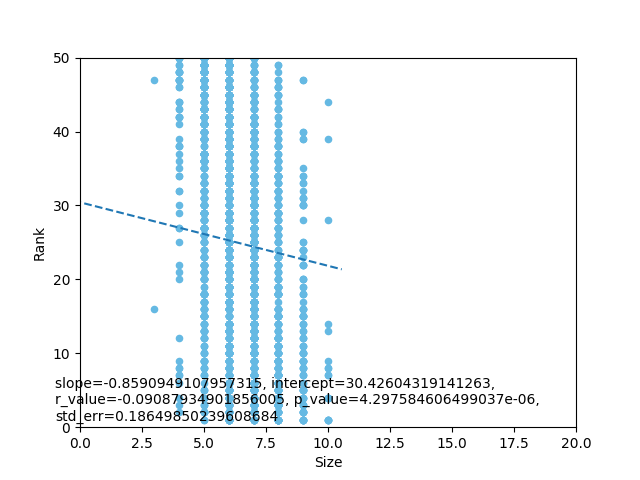 50
40
30
20
10
0
Rank
slope=-0.8590949107957315, intercept=30.42604319141263,
r_value=-0.09087934901856005, p_value=4.297584606499037e-06,
std_err=0.18649850239608684
0.0 2.5 5.0 7.5 10.0 12.5 15.0 17.5 20.0
Size